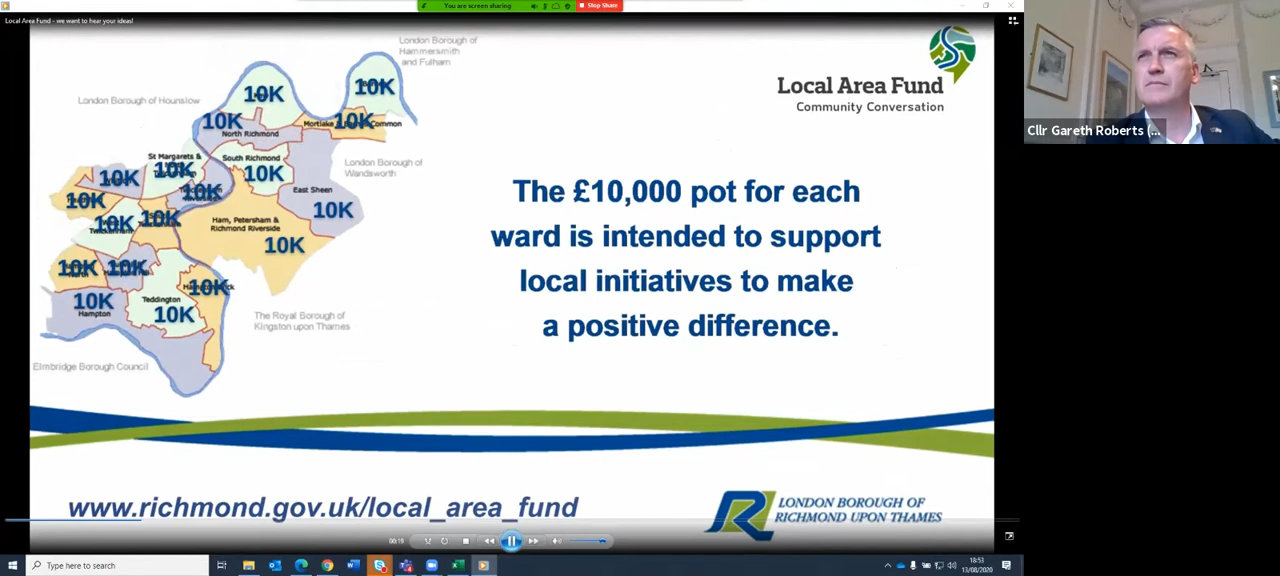 You are screen sharing
Stop Share
Local Area Fund - we want to hear your ideas!
London Borough of
Hammersmith
and Fulham
Local Area Fund
Community Conversation
London Borough of Hounslow
10K
10K
10K
10K
North Richmond
Mortlake
Common
St Margarets &
10K
South Richmond
10K
London Borough of
Wandsworth
10K
East Sheen
10K
10K
10K
10K
10K
Ham, Petersham &
Richmond Riverside
10K
10K
10K
10K
Hampton
Teddington
10K
10K
The Royal Borough of
Kingston upon Thames
Elmbridge Borough Council
The £10,000 pot for each
ward is intended to support
local initiatives to make
a positive difference.
www.richmond.gov.uk/local_area_fund
LONDON BOROUGH OF
RICHMOND UPON THAMES
00:19
Cllr Gareth Roberts (...
Type here to search
18:53
13/08/2020